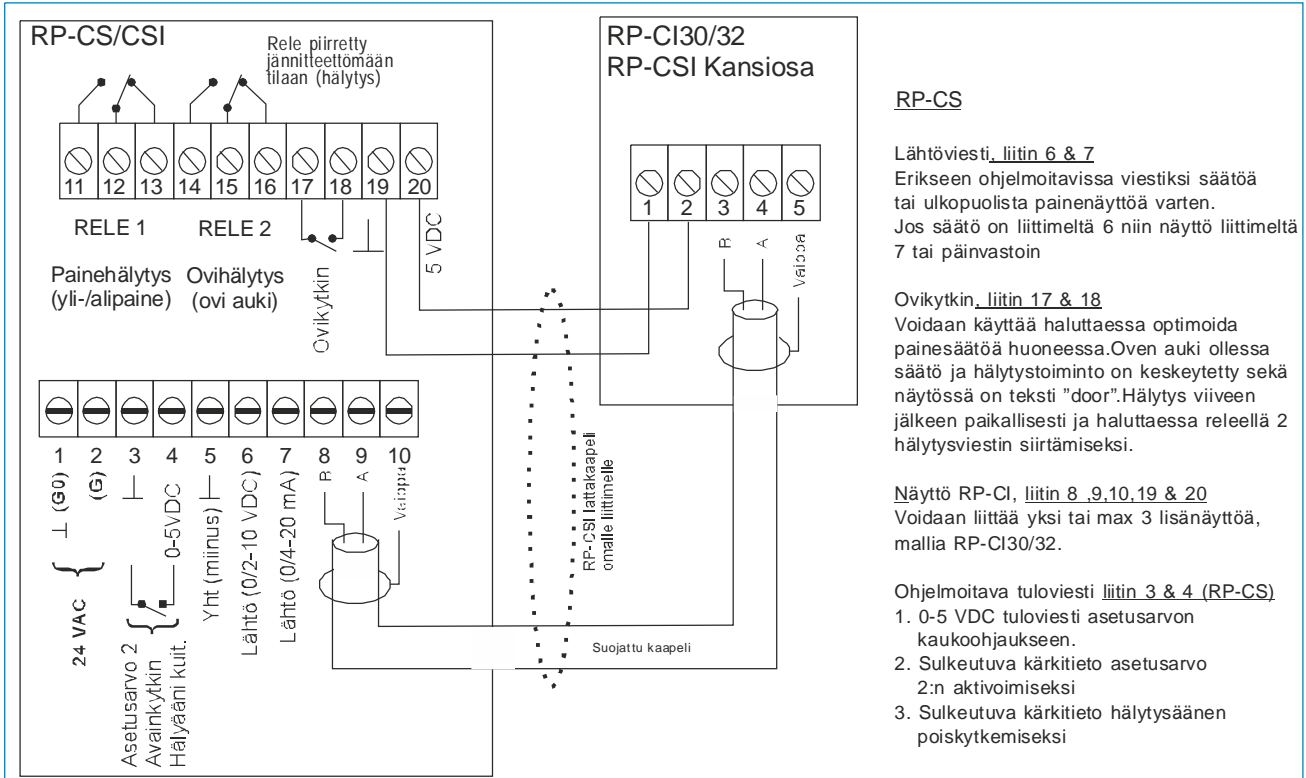 RP-CS/CSI
Rele piirretty
jännitteettömään
tilaan (hälytys)
11 12 13 14 15 16 17 18 19 20
RELE 1
RELE 2
Painehälytys
(yli-/alipaine)
Ovihälytys
(ovi auki)
Ovikytkin
5 VDC
1 2 3 4 5 6 7 8 9 10
(G0)
(G)
24 VAC
0-5VDC
Asetusarvo 2
Avainkytkin
Hälyääni kuit.
Yht (miinus)
Lähtö (0/2-10 VDC)
Lähtö (0/4-20 mA)
B
A
Vaippa
RP-CSI lattakaapeli
omalle liittimelle
Suojattu kaapeli
RP-CI30/32
RP-CSI Kansiosa
1 2 3 4 5
B
A
Vaippa
RP-CS
Lähtöviesti, liitin 6 & 7
Erikseen ohjelmoitavissa viestiksi säätöä
tai ulkopuolista painenäyttöä varten.
Jos säätö on liittimeltä 6 niin näyttö liittimeltä
7 tai päinvastoin
Ovikytkin, liitin 17 & 18
Voidaan käyttää haluttaessa optimoida
painesäätöä huoneessa.Oven auki ollessa
säätö ja hälytystoiminto on keskeytetty sekä
näytössä on teksti "door".Hälytys viiveen
jälkeen paikallisesti ja haluttaessa releellä 2
hälytysviestin siirtämiseksi.
Näyttö RP-CI, liitin 8 ,9,10,19 & 20
Voidaan liittää yksi tai max 3 lisänäyttöä,
mallia RP-CI30/32.
Ohjelmoitava tuloviesti liitin 3 & 4 (RP-CS)
1. 0-5 VDC tuloviesti asetusarvon
kaukoohjaukseen.
2. Sulkeutuva kärkitieto asetusarvo
2:n aktivoimiseksi
3. Sulkeutuva kärkitieto hälytysäänen
poiskytkemiseksi